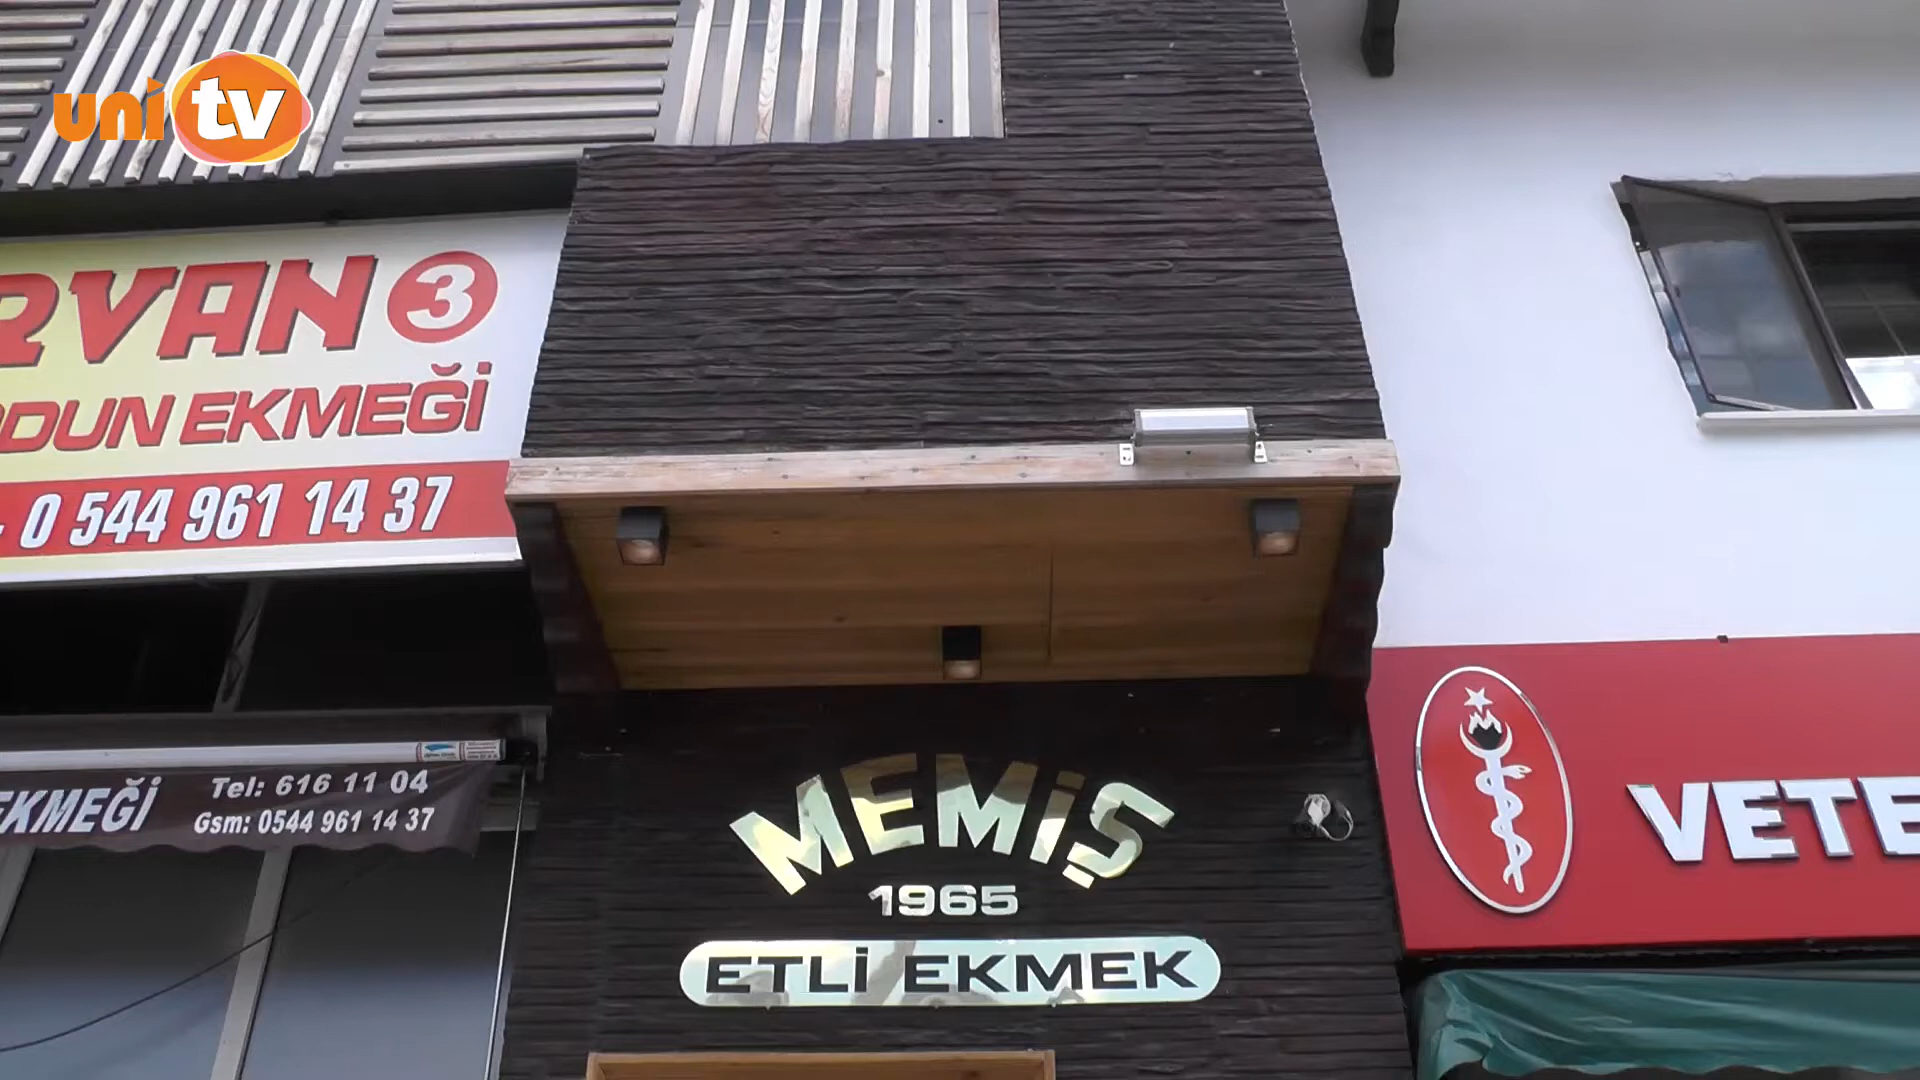 uni tv
RVAN 3
ODUN EKMEĞİ
- 0 544 961 14 37
EKMEĞİ
Tel: 616 11 04
Gsm: 0544 961 14 37
MEMİŞ
1965
ETLİ EKMEK
VETE